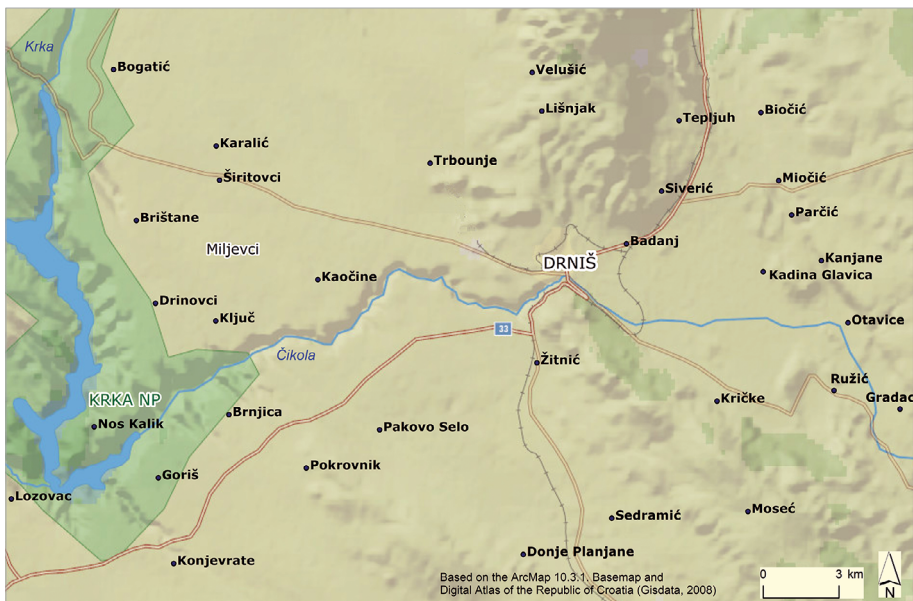 Krka
Bogatić
Velušić
Lišnjak
Tepljuh
Biočić
Karalić
Trbounje
Širitovci
Siverić
Miočić
Brištane
Parčić
Miljevci
Badanj
DRNIŠ
Kanjane
Kadina Glavica
Kaočine
Drinovci
Ključ
33
Otavice
Čikola
Žitnić
KRKA NP
Ružić
Kričke
Gradac
Brnjica
Nos Kalik
Pakovo Selo
Pokrovnik
Goriš
Lozovac
Moseć
Sedramić
Donje Planjane
Konjevrate
Based on the ArcMap 10.3.1. Basemap and
Digital Atlas of the Republic of Croatia (Gisdata, 2008)
0 3 km
N